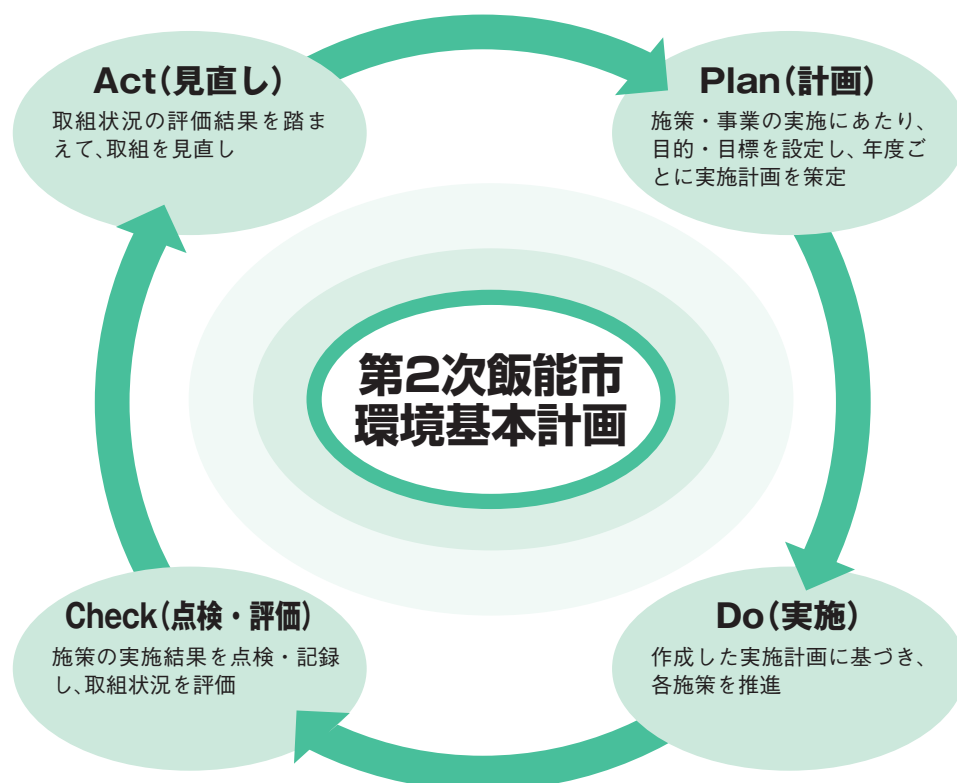 Act(見直し)
取組状況の評価結果を踏ま
えて、取組を見直し
Plan(計画)
施策・事業の実施にあたり、
目的・目標を設定し、年度ご
とに実施計画を策定
第2次飯能市
環境基本計画
Check(点検・評価)
施策の実施結果を点検・記録
し、取組状況を評価
Do(実施)
作成した実施計画に基づき、
各施策を推進